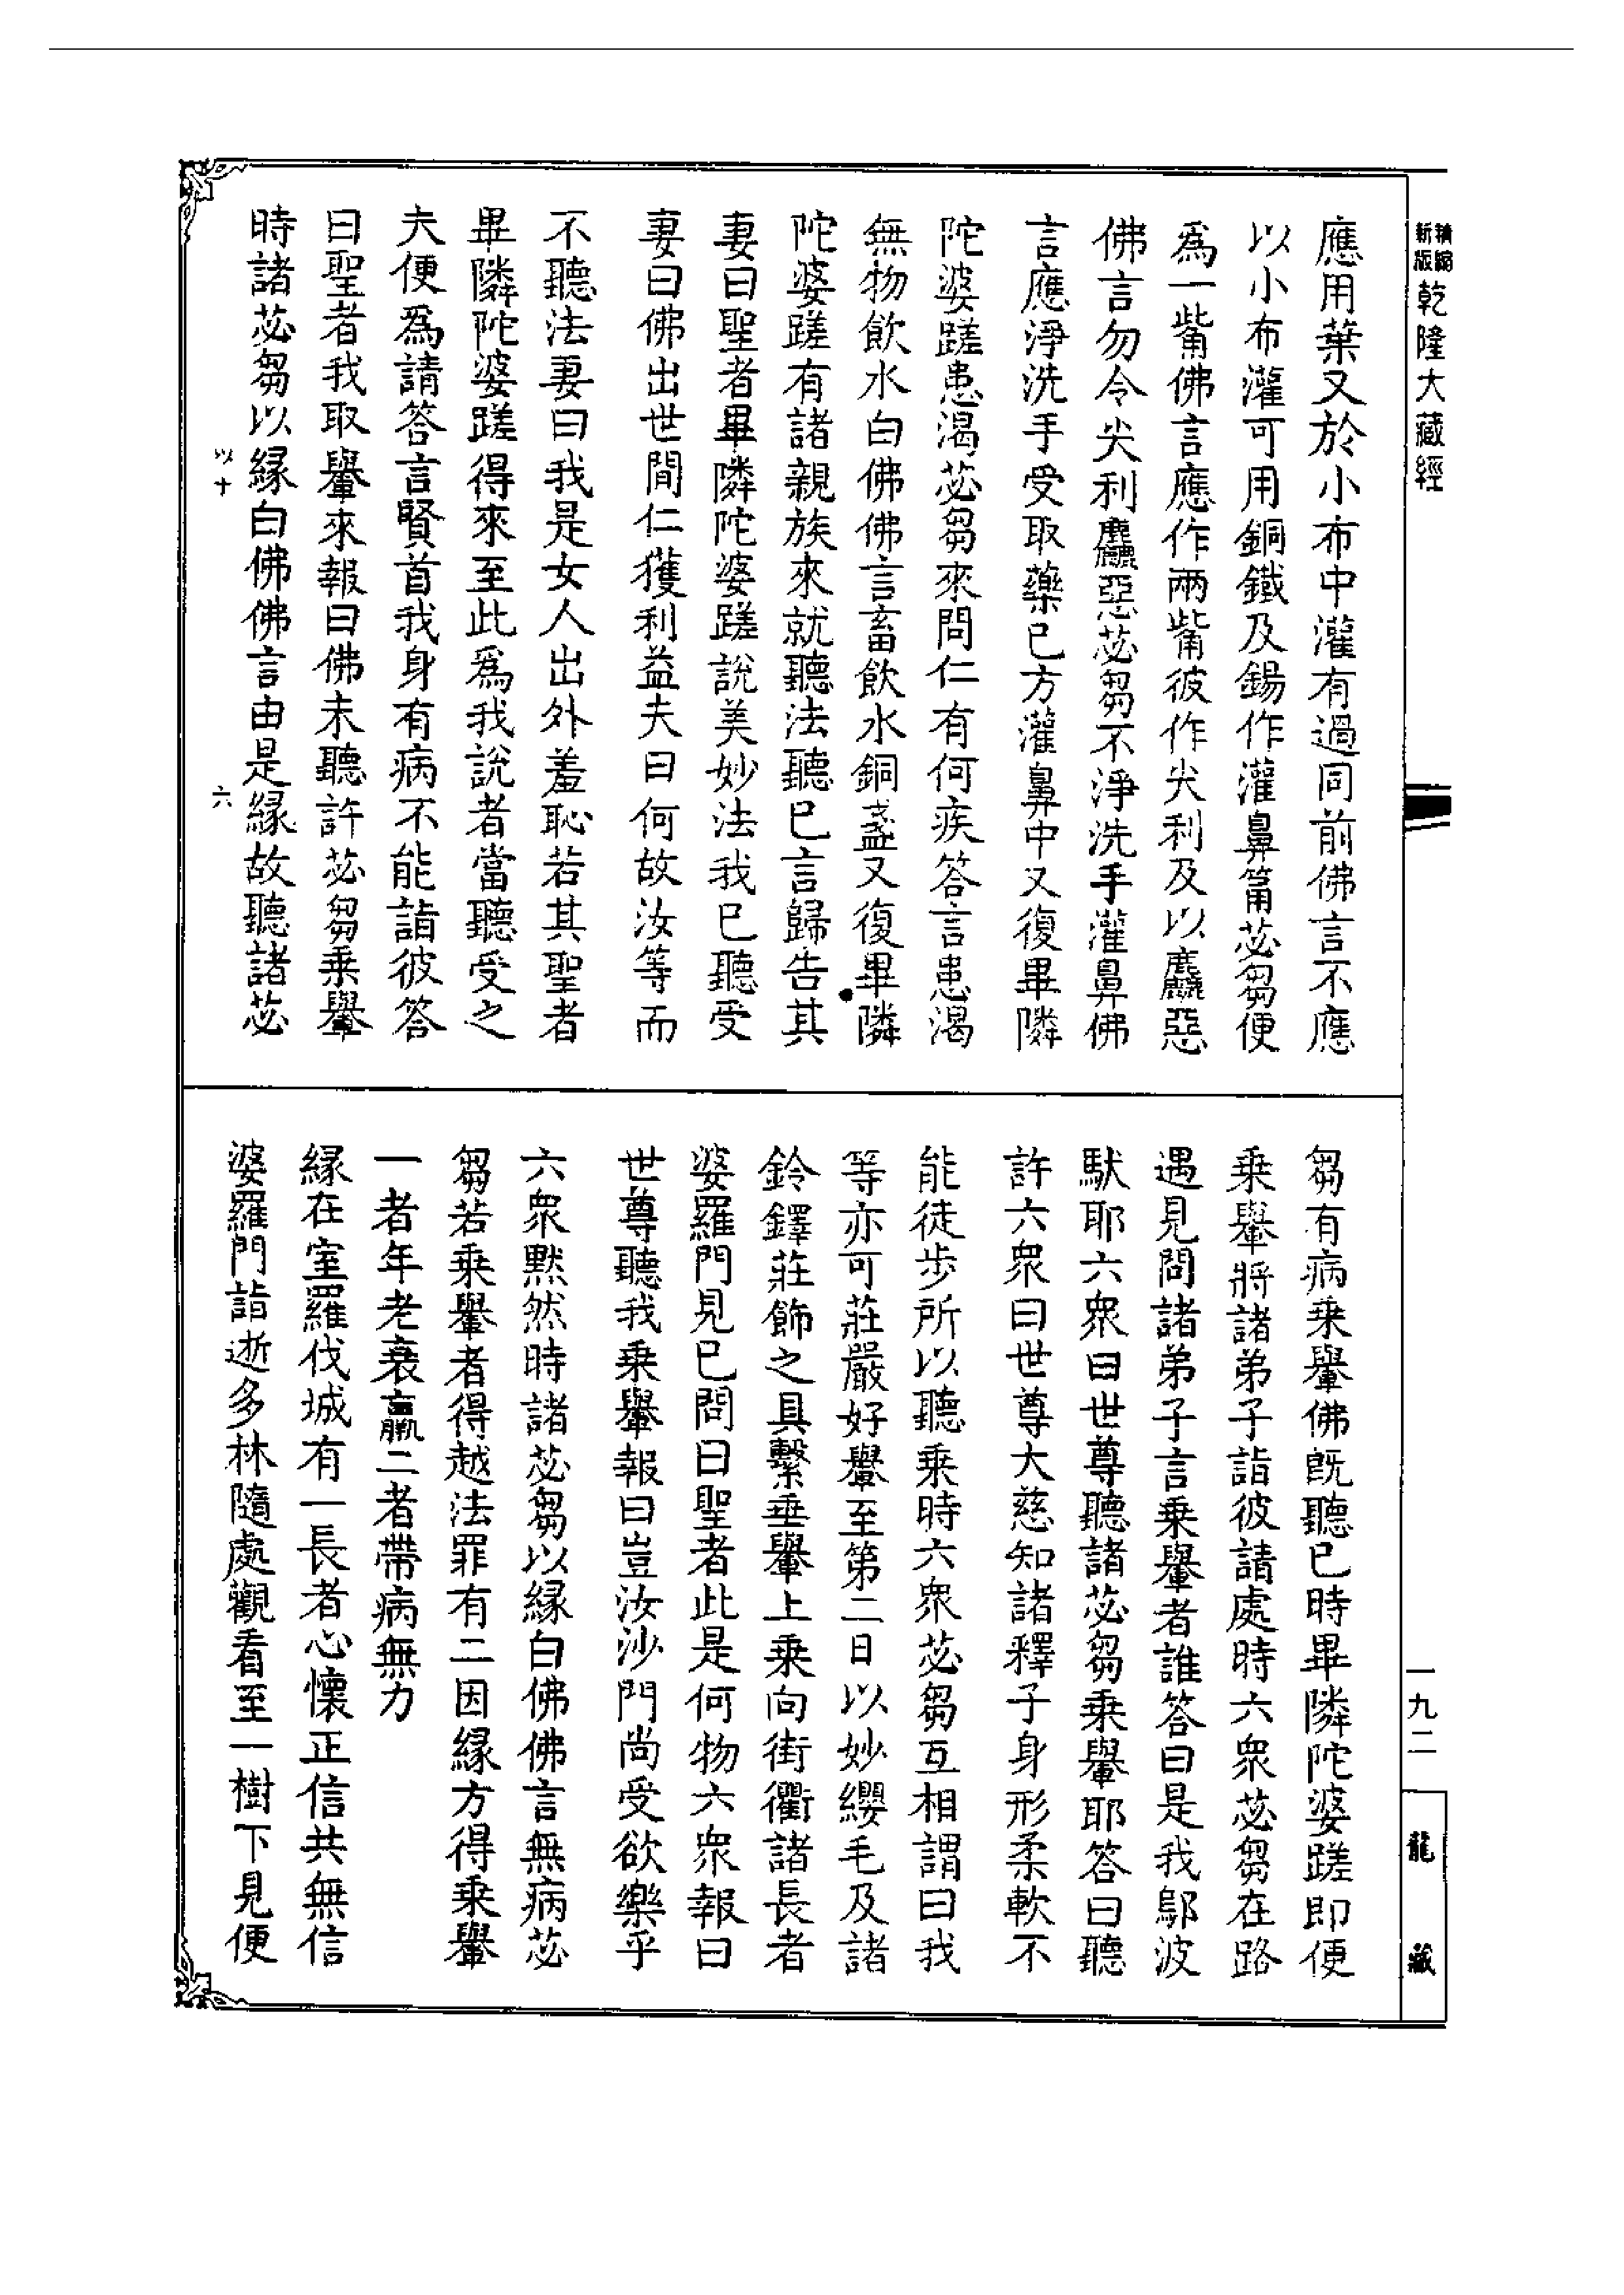 新版精縮乾隆大藏經
應用葉又於小布中灌有過同前佛言不應
以小布灌可用銅鐵及錫作灌鼻筩苾芻便
爲一觜佛言應作兩觜彼作尖利及以麤惡
佛言勿令尖利麤惡苾芻不淨洗手灌鼻佛
言應淨洗手受取藥已方灌鼻中又復畢隣
陀婆蹉患渴苾芻來問仁有何疾答言患渴
無物飲水白佛佛言畜飲水銅盞又復畢隣
陀婆蹉有諸親族來就聽法聽已言歸告其
妻曰聖者畢隣陀婆蹉說美妙法我已聽受
妻曰佛出世間仁獲利益夫曰何故汝等而
不聽法妻曰我是女人出外羞恥若其聖者
畢隣陀婆蹉得來至此爲我說者當聽受之
夫便爲請答言賢首我身有病不能詣彼答
曰聖者我取轝來報曰佛未聽許苾芻乘轝
時諸苾芻以緣白佛佛言由是緣故聽諸苾
以十
六
芻有病乘轝佛旣聽已時畢隣陀婆蹉即便
乘轝將諸弟子詣彼諸處時六衆苾芻在路
遇見問諸弟子言乘轝者誰答曰是我鄔波
馱耶六衆曰世尊聽諸苾芻乘轝耶答曰聽
許六衆曰世尊大慈知諸釋子身形柔軟不
能徒步所以聽乘時六衆苾芻互相謂曰我
等亦可莊嚴好轝至第二日以妙纓毛及諸
鈴鐸莊飾之具繫垂轝上乘向街衢諸長者
婆羅門見已問曰聖者此是何物六衆報曰
世尊聽我乘轝報曰豈汝沙門尚受欲樂乎
六衆默然時諸苾芻以緣白佛佛言無病苾
芻若乘轝者得越法罪有二因緣方得乘轝
一者年老衰羸二者帶病無力
緣在室羅伐城有一長者心懷正信共無信
婆羅門詣逝多林隨處觀看至一樹下見便
一九二
龍藏